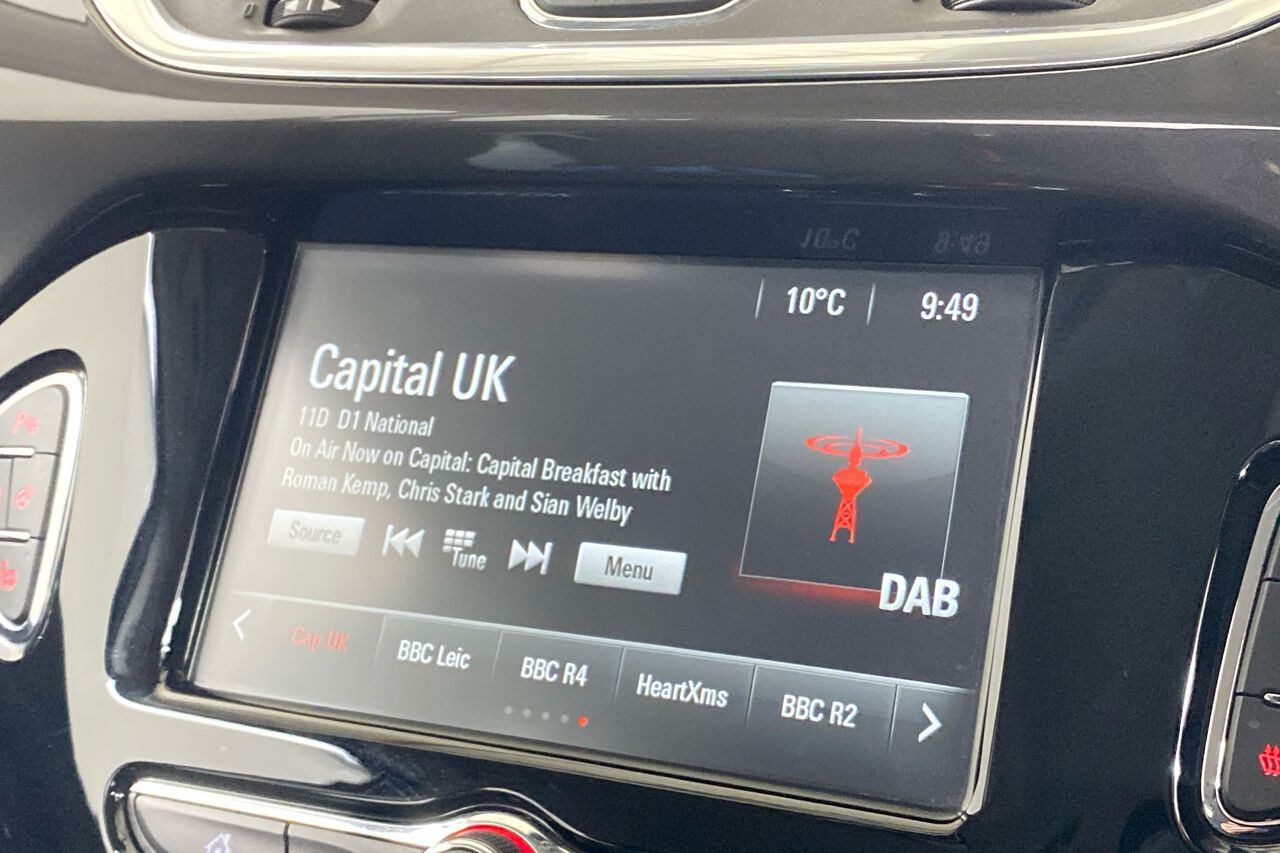 10°C 9:49
Capital UK
11D D1 National
On Air Now on Capital: Capital Breakfast with
Roman Kemp, Chris Stark and Sian Welby
Source Tune Menu
DAB
Cap UK BBC Leic BBC R4 HeartXms BBC R2